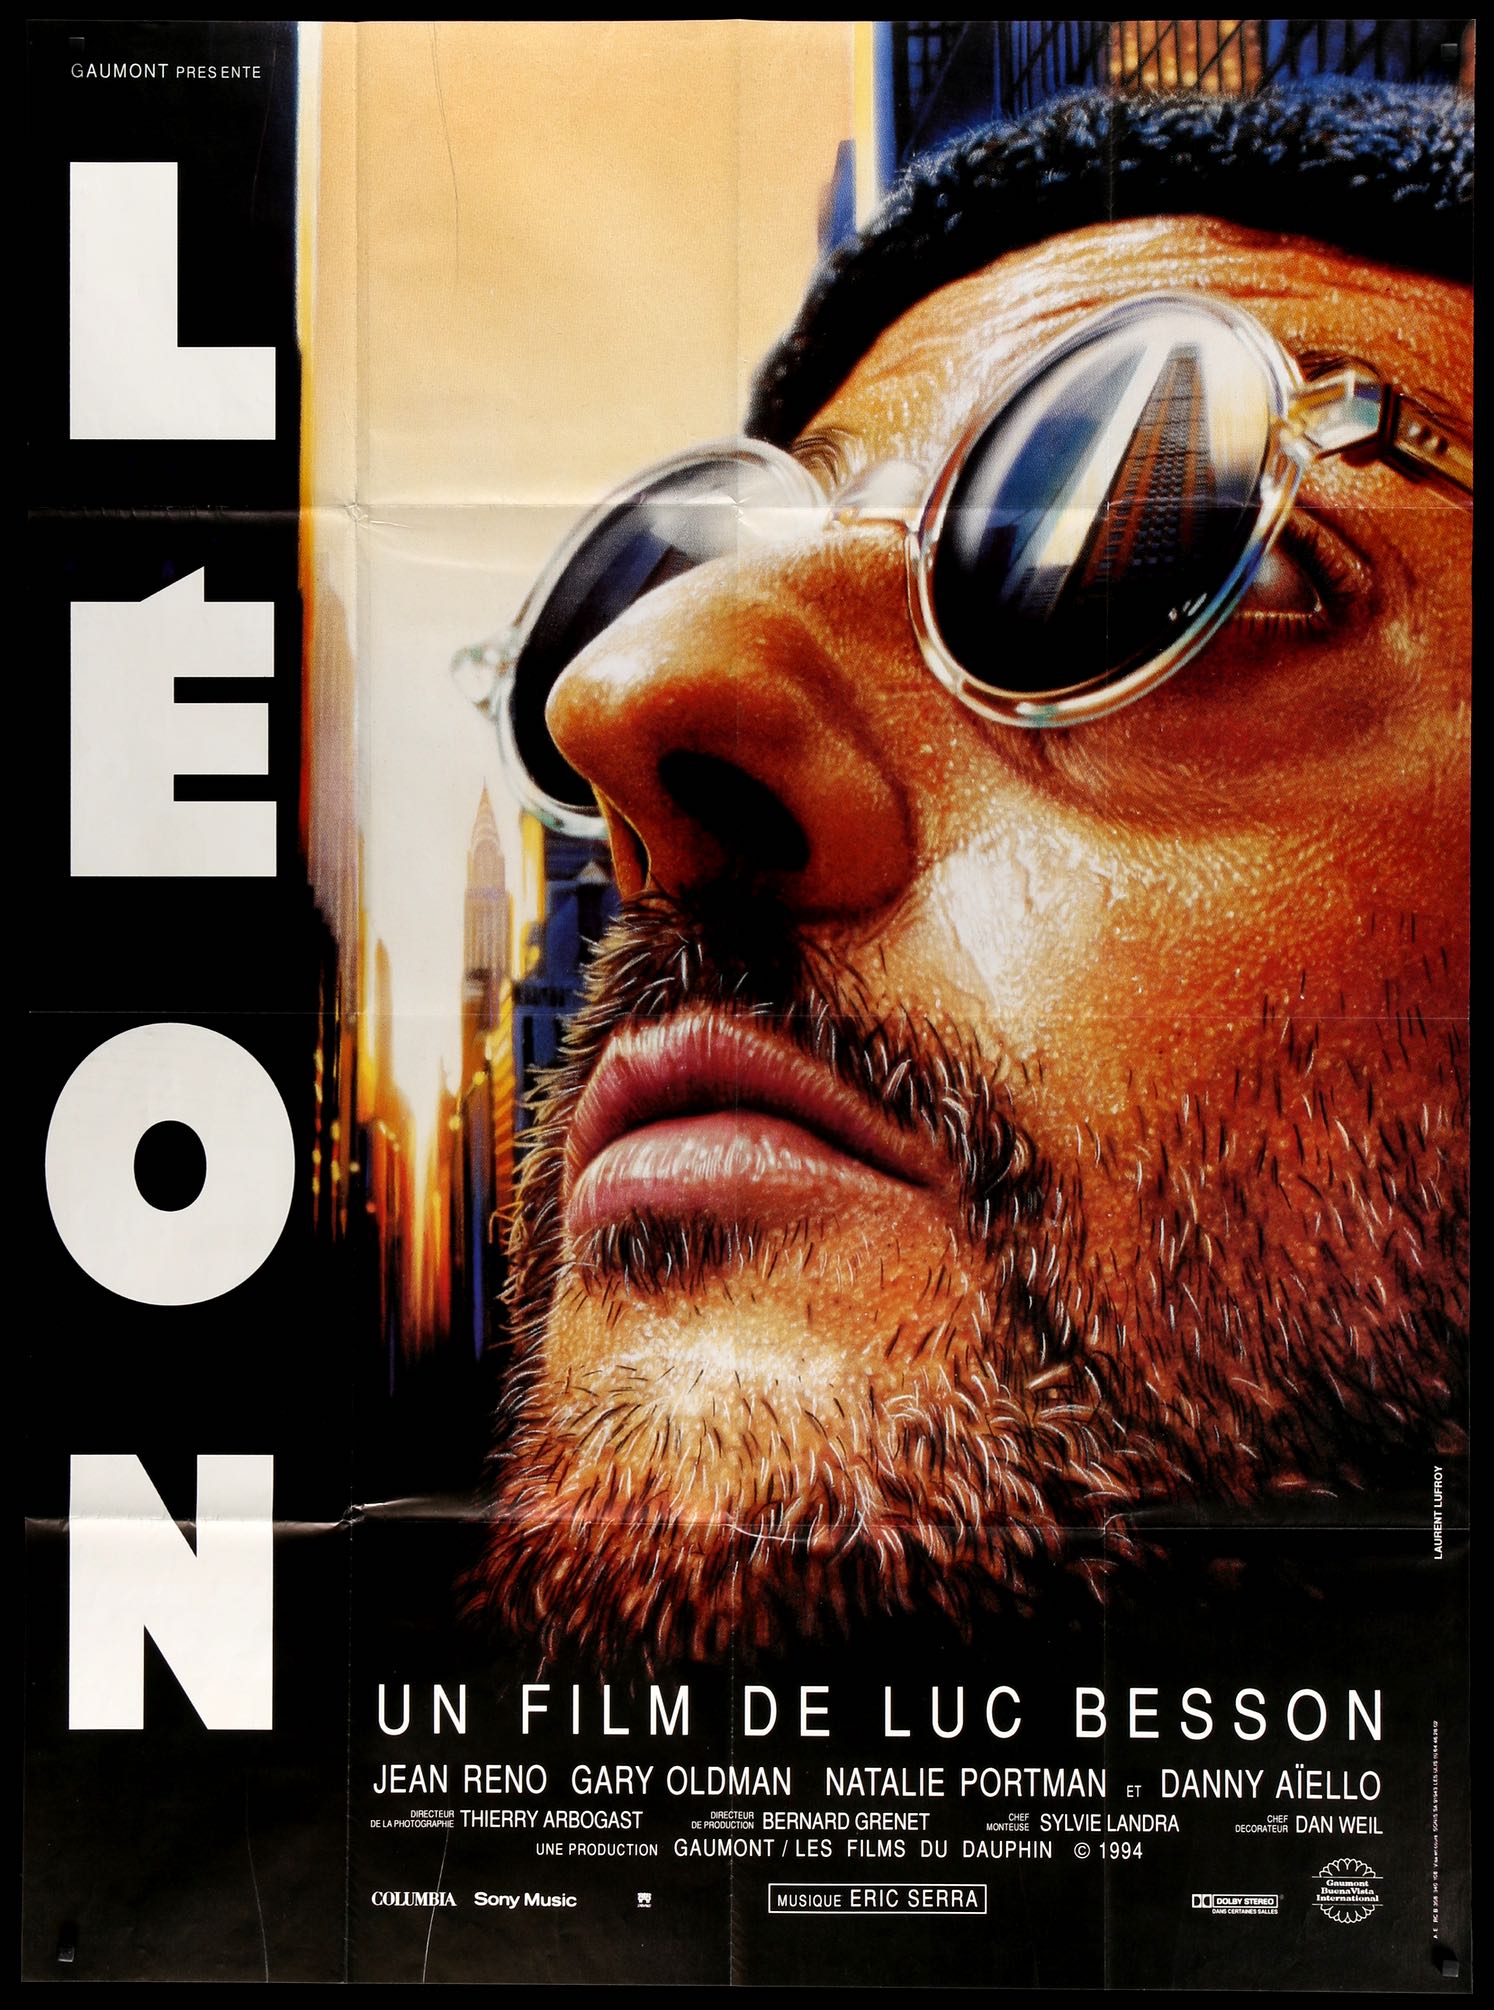 GAUMONT PRESENTE
LÉON
UN FILM DE LUC BESSON
JEAN RENO GARY OLDMAN NATALIE PORTMAN ET DANNY AÏELLO
DIRECTEUR DE LA PHOTOGRAPHIE THIERRY ARBOGAST DIRECTEUR DE PRODUCTION BERNARD GRENET CHEF MONTEUSE SYLVIE LANDRA CHEF DECORATEUR DAN WEIL
UNE PRODUCTION GAUMONT / LES FILMS DU DAUPHIN © 1994
COLUMBIA Sony Music
MUSIQUE ERIC SERRA
DOLBY STEREO
DANS CERTAINES SALLES
Gaumont
BuenaVista
International
LAURENT LUFROY